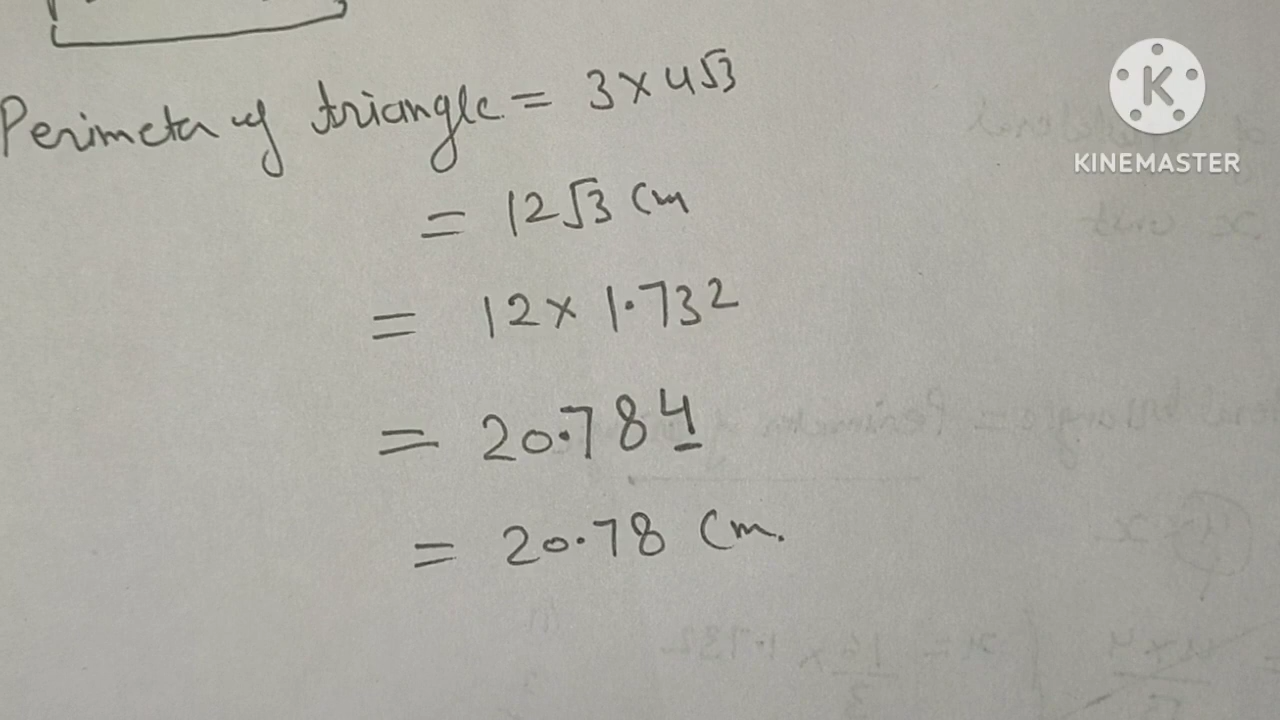 Perimeter of triangle = 3 × 4√3
= 12√3 cm
= 12 × 1.732
= 20.784
= 20.78 cm.
K
KINEMASTER